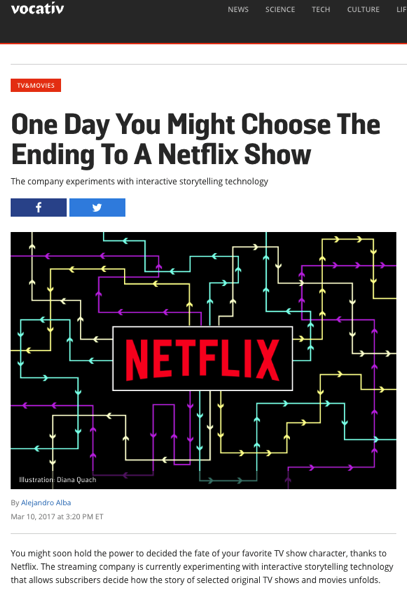 vocativ
NEWS SCIENCE TECH CULTURE LIF
TV&MOVIES
One Day You Might Choose The
Ending To A Netflix Show
The company experiments with interactive storytelling technology
NETFLIX
Illustration: Diana Quach
By Alejandro Alba
Mar 10, 2017 at 3:20 PM ET
You might soon hold the power to decided the fate of your favorite TV show character, thanks to
Netflix. The streaming company is currently experimenting with interactive storytelling technology
that allows subscribers decide how the story of selected original TV shows and movies unfolds.